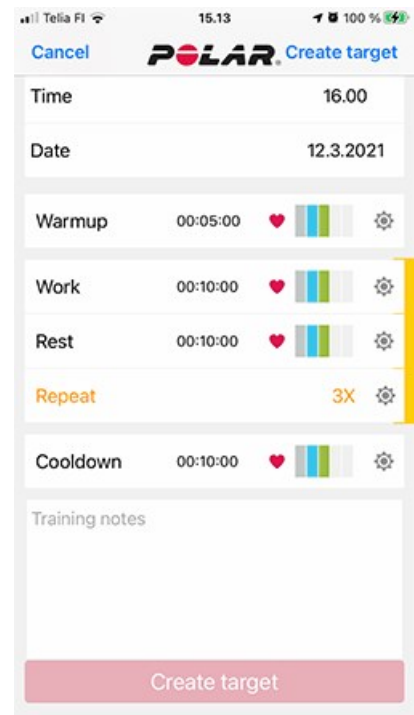 Telia FI 15.13 100 %
Cancel POLAR. Create target
Time 16.00
Date 12.3.2021
Warmup 00:05:00
Work 00:10:00
Rest 00:10:00
Repeat 3X
Cooldown 00:10:00
Training notes
Create target